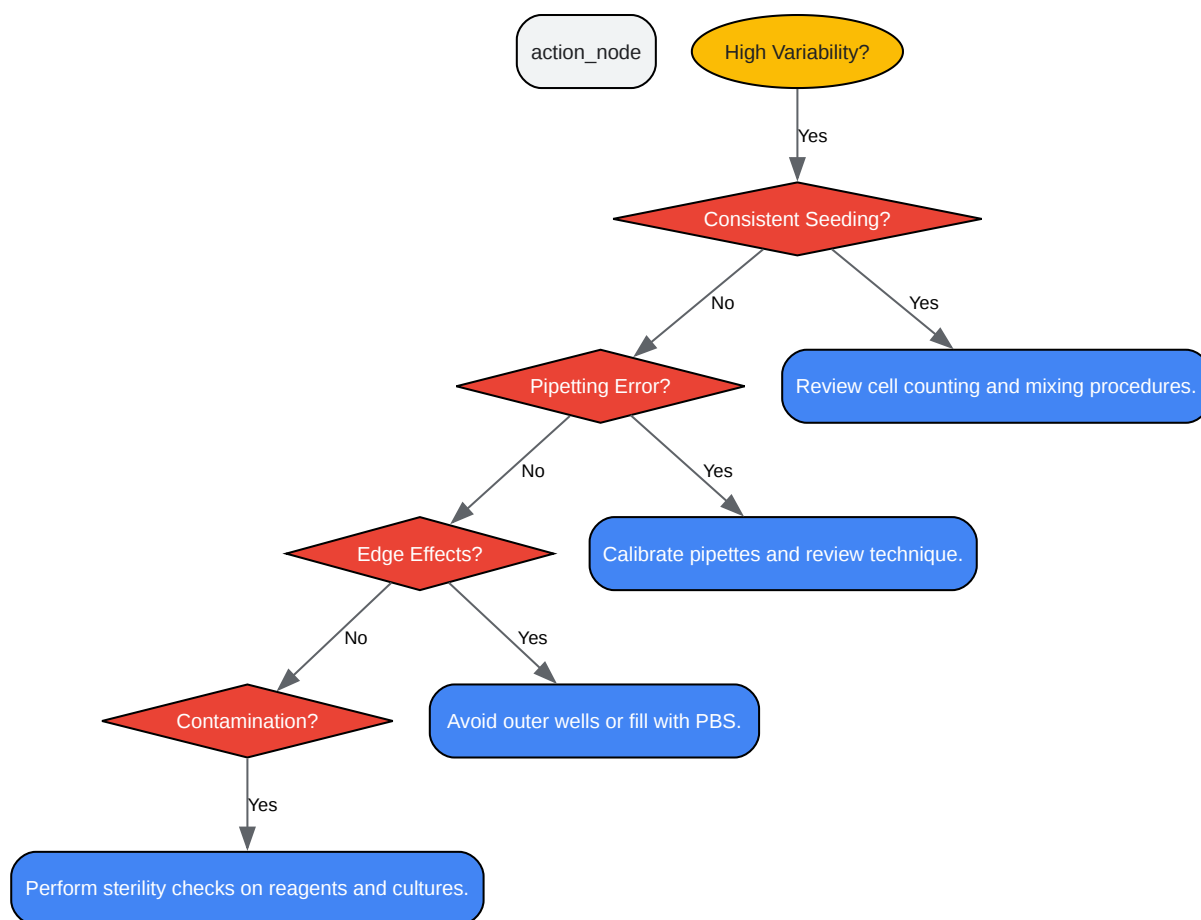 action_node
High Variability?
Yes
Consistent Seeding?
No
Yes
Pipetting Error?
Review cell counting and mixing procedures.
No
Yes
Edge Effects?
Calibrate pipettes and review technique.
No
Yes
Contamination?
Avoid outer wells or fill with PBS.
Yes
Perform sterility checks on reagents and cultures.